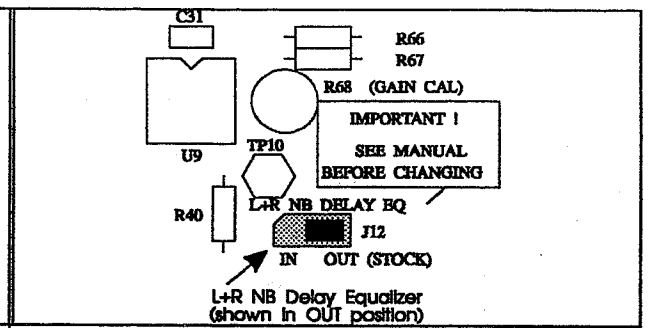 C31
R66
R67
R68 (GAIN CAL)
IMPORTANT !
SEE MANUAL
BEFORE CHANGING
U9
TP10
L+R NB DELAY EQ
R40
J12
IN OUT (STOCK)
L+R NB Delay Equalizer
(shown in OUT position)